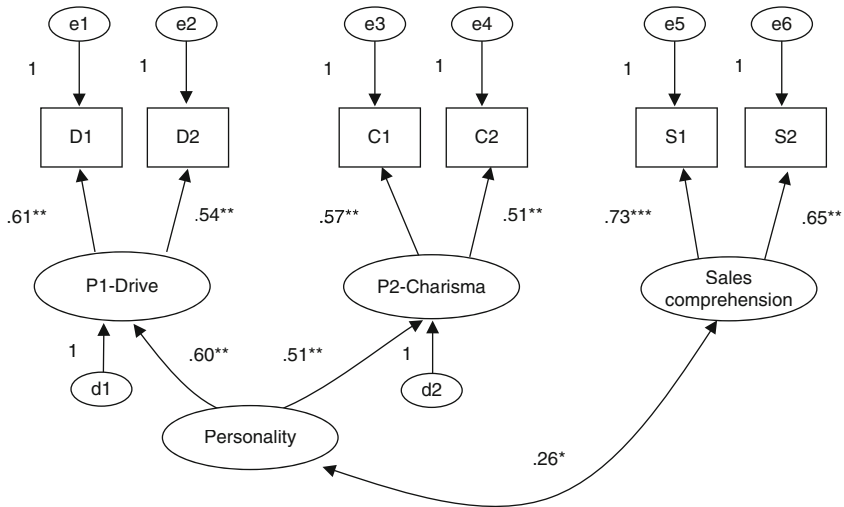 e1
e2
e3
e4
e5
e6
1
1
1
1
1
1
D1
D2
C1
C2
S1
S2
.61**
.54**
.57**
.51**
.73***
.65**
P1-Drive
P2-Charisma
Sales
comprehension
1
.60**
.51**
1
d1
d2
Personality
.26*